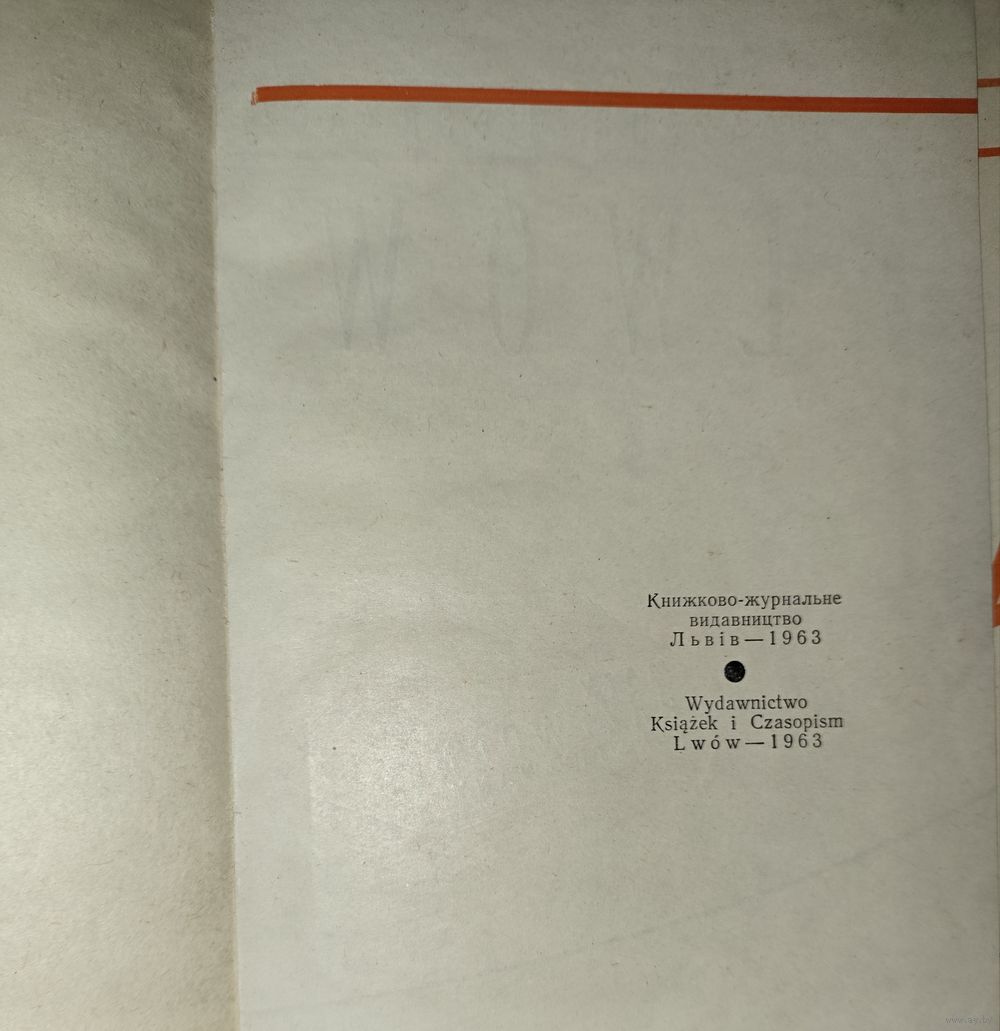 Книжково-журнальне
видавництво
Львів — 1963
Wydawnictwo
Książek i Czasopism
Lwów — 1963